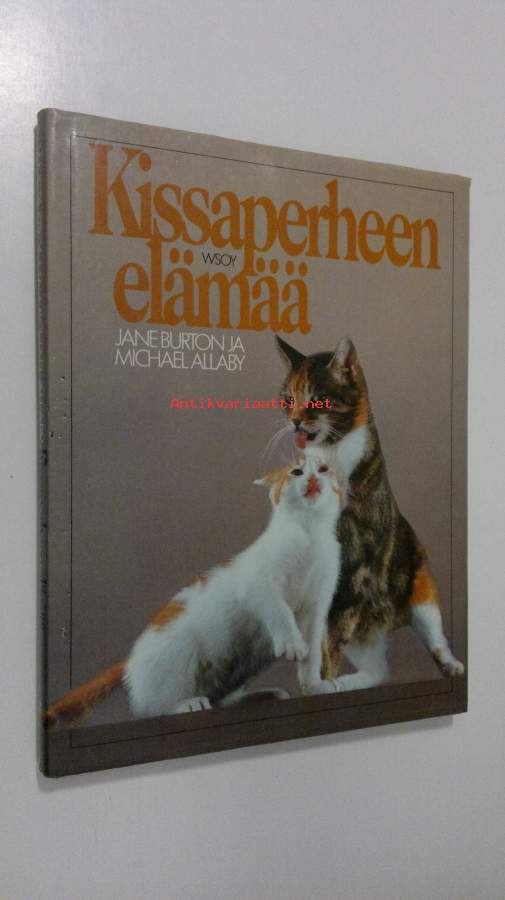 Kissaperheen
WSOY
elämää
JANE BURTON JA
MICHAEL ALLABY
Antikvariaatti.net